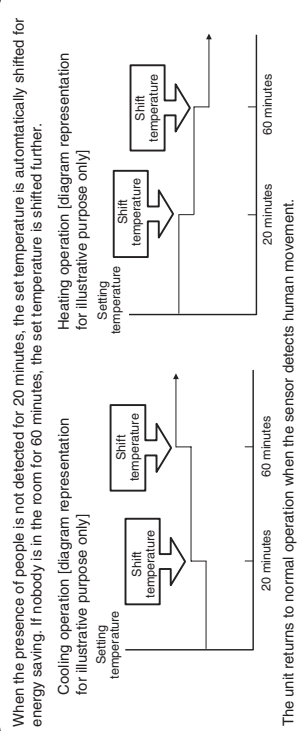 When the presence of people is not detected for 20 minutes, the set temperature is automtatically shifted for
energy saving. If nobody is in the room for 60 minutes, the set temperature is shifted further.
Cooling operation [diagram representation
for illustrative purpose only]
Setting
temperature
Shift
temperature
Shift
temperature
20 minutes
60 minutes
Heating operation [diagram representation
for illustrative purpose only]
Setting
temperature
Shift
temperature
Shift
temperature
20 minutes
60 minutes
The unit returns to normal operation when the sensor detects human movement.